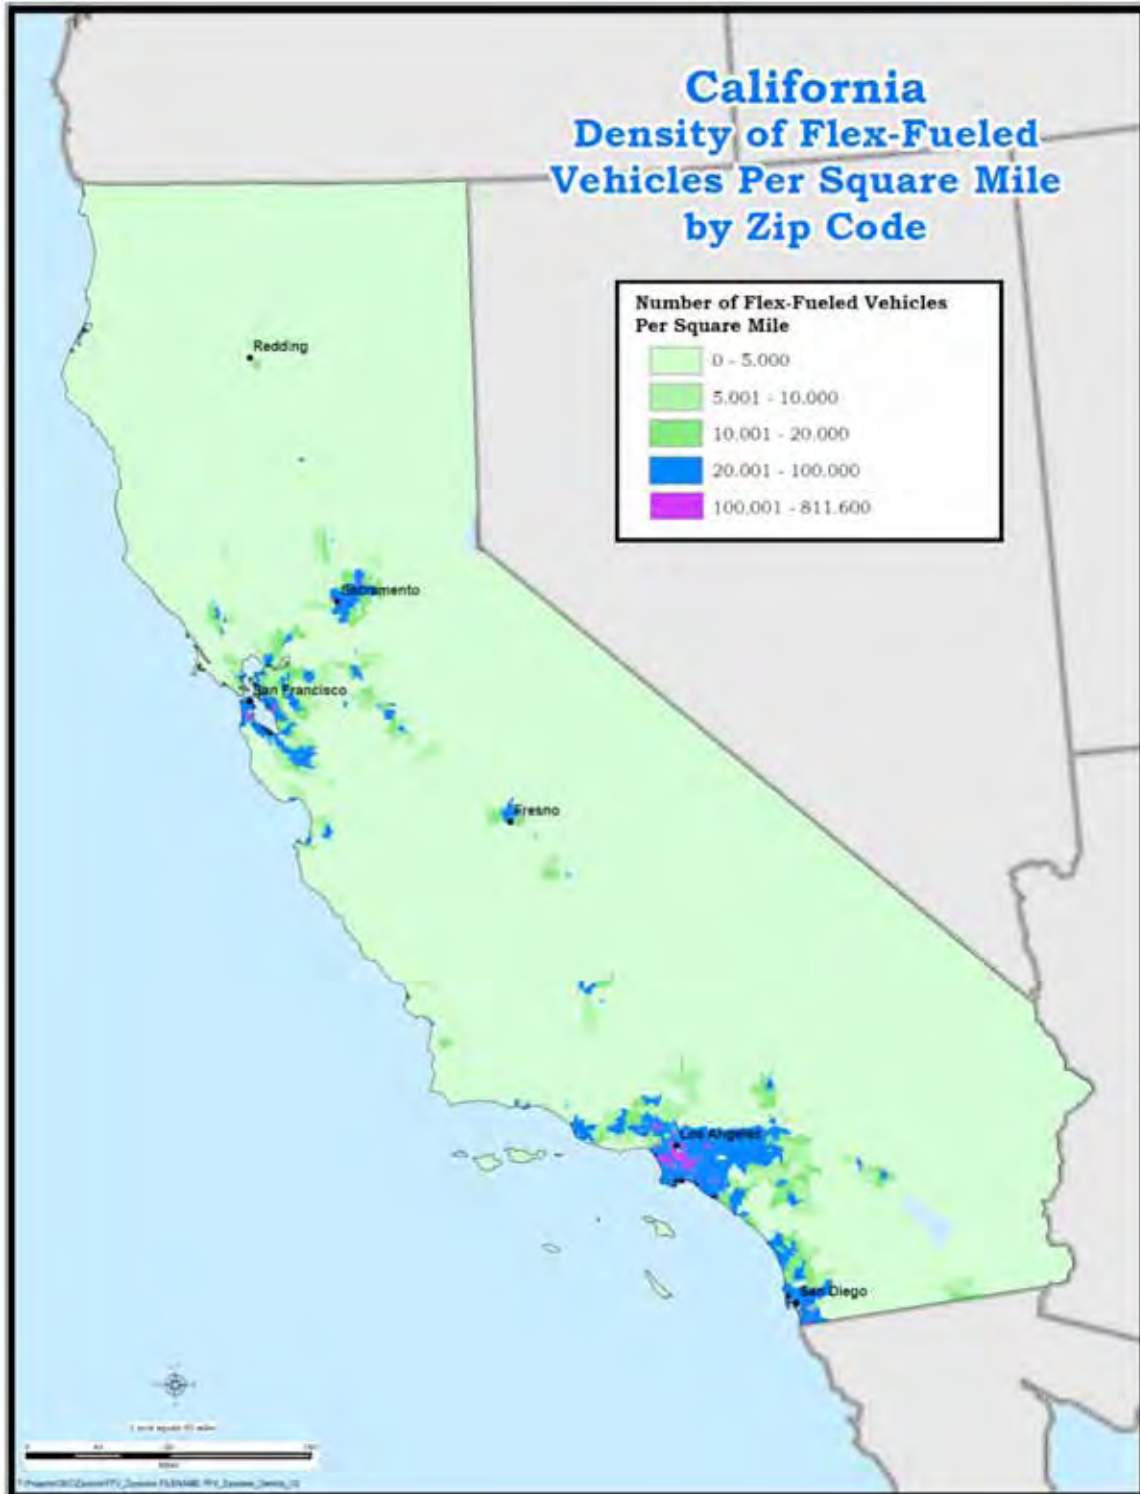 California
Density of Flex-Fueled
Vehicles Per Square Mile
by Zip Code
Number of Flex-Fueled Vehicles
Per Square Mile
0 - 5.000
5.001 - 10.000
10.001 - 20.000
20.001 - 100.000
100.001 - 811.600
Redding
Sacramento
San Francisco
Fresno
Los Angeles
San Diego